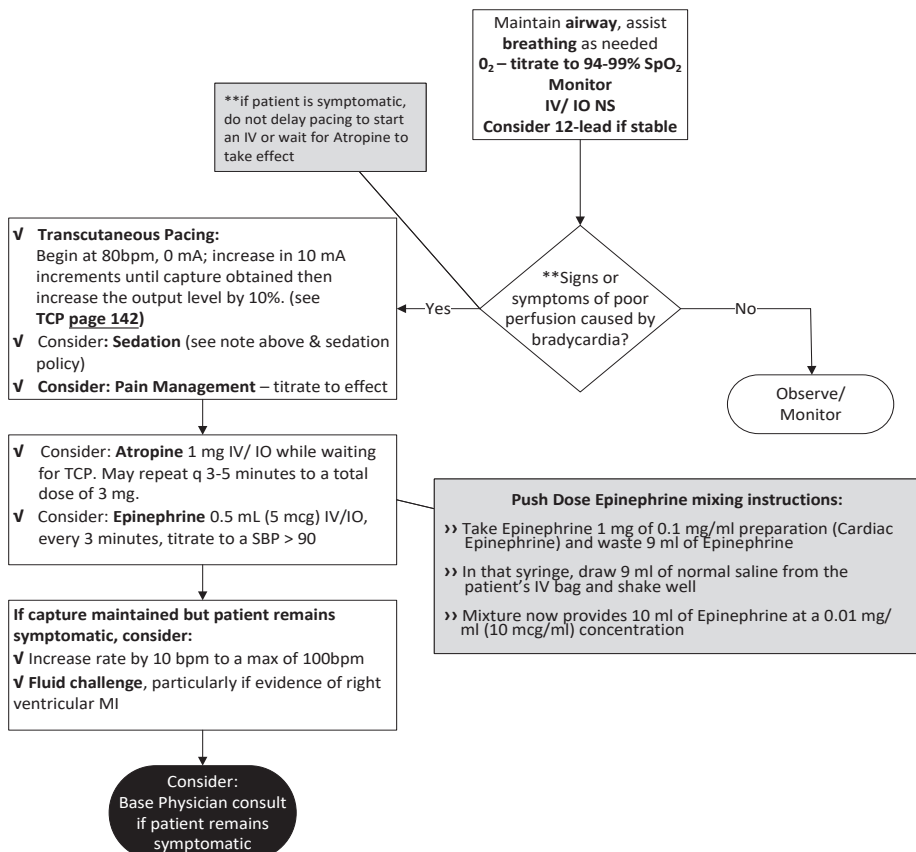 Maintain airway, assist
breathing as needed
0₂ – titrate to 94-99% SpO₂
Monitor
IV/ IO NS
Consider 12-lead if stable
**if patient is symptomatic,
do not delay pacing to start
an IV or wait for Atropine to
take effect
**Signs or
symptoms of poor
perfusion caused by
bradycardia?
Yes
No
Observe/
Monitor
√ Transcutaneous Pacing:
Begin at 80bpm, 0 mA; increase in 10 mA
increments until capture obtained then
increase the output level by 10%. (see
TCP page 142)
√ Consider: Sedation (see note above & sedation
policy)
√ Consider: Pain Management – titrate to effect
√ Consider: Atropine 1 mg IV/ IO while waiting
for TCP. May repeat q 3-5 minutes to a total
dose of 3 mg.
√ Consider: Epinephrine 0.5 mL (5 mcg) IV/IO,
every 3 minutes, titrate to a SBP > 90
Push Dose Epinephrine mixing instructions:
›› Take Epinephrine 1 mg of 0.1 mg/ml preparation (Cardiac
Epinephrine) and waste 9 ml of Epinephrine
›› In that syringe, draw 9 ml of normal saline from the
patient’s IV bag and shake well
›› Mixture now provides 10 ml of Epinephrine at a 0.01 mg/
ml (10 mcg/ml) concentration
If capture maintained but patient remains
symptomatic, consider:
√ Increase rate by 10 bpm to a max of 100bpm
√ Fluid challenge, particularly if evidence of right
ventricular MI
Consider:
Base Physician consult
if patient remains
symptomatic